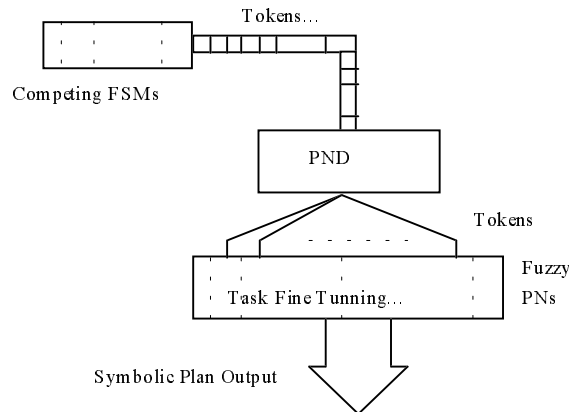 Tokens...
Competing FSMs
PND
Tokens
Fuzzy
PNs
Task Fine Tunning...
Symbolic Plan Output